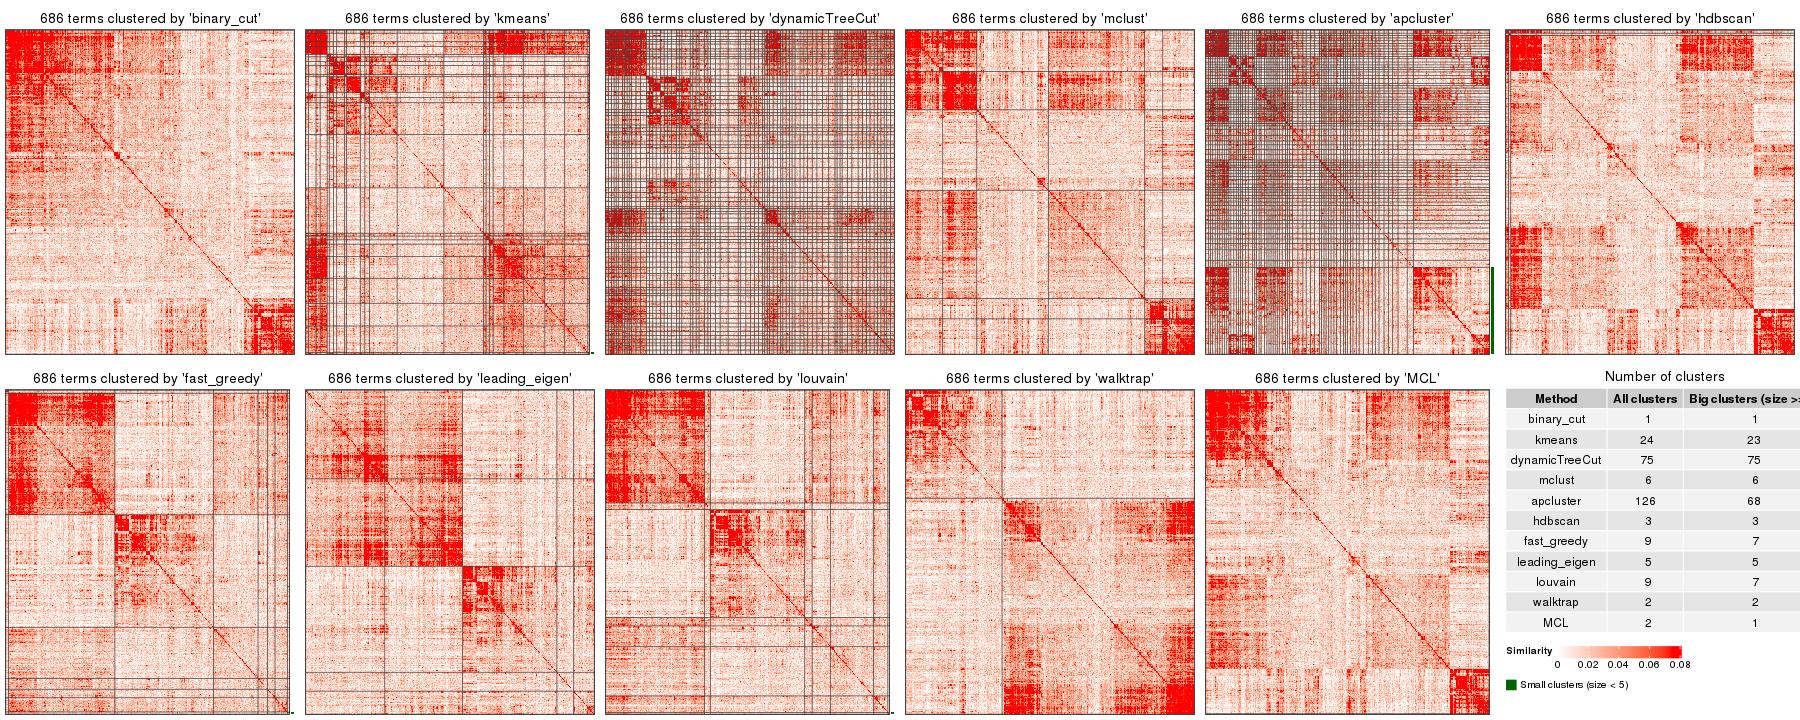 686 terms clustered by 'binary_cut'
686 terms clustered by 'kmeans'
686 terms clustered by 'dynamicTreeCut'
686 terms clustered by 'mclust'
686 terms clustered by 'apcluster'
686 terms clustered by 'hdbscan'
686 terms clustered by 'fast_greedy'
686 terms clustered by 'leading_eigen'
686 terms clustered by 'louvain'
686 terms clustered by 'walktrap'
686 terms clustered by 'MCL'
Number of clusters
Method All clusters Big clusters (size >=
binary_cut 1 1
kmeans 24 23
dynamicTreeCut 75 75
mclust 6 6
apcluster 126 68
hdbscan 3 3
fast_greedy 9 7
leading_eigen 5 5
louvain 9 7
walktrap 2 2
MCL 2 1
Similarity
0 0.02 0.04 0.06 0.08
Small clusters (size < 5)